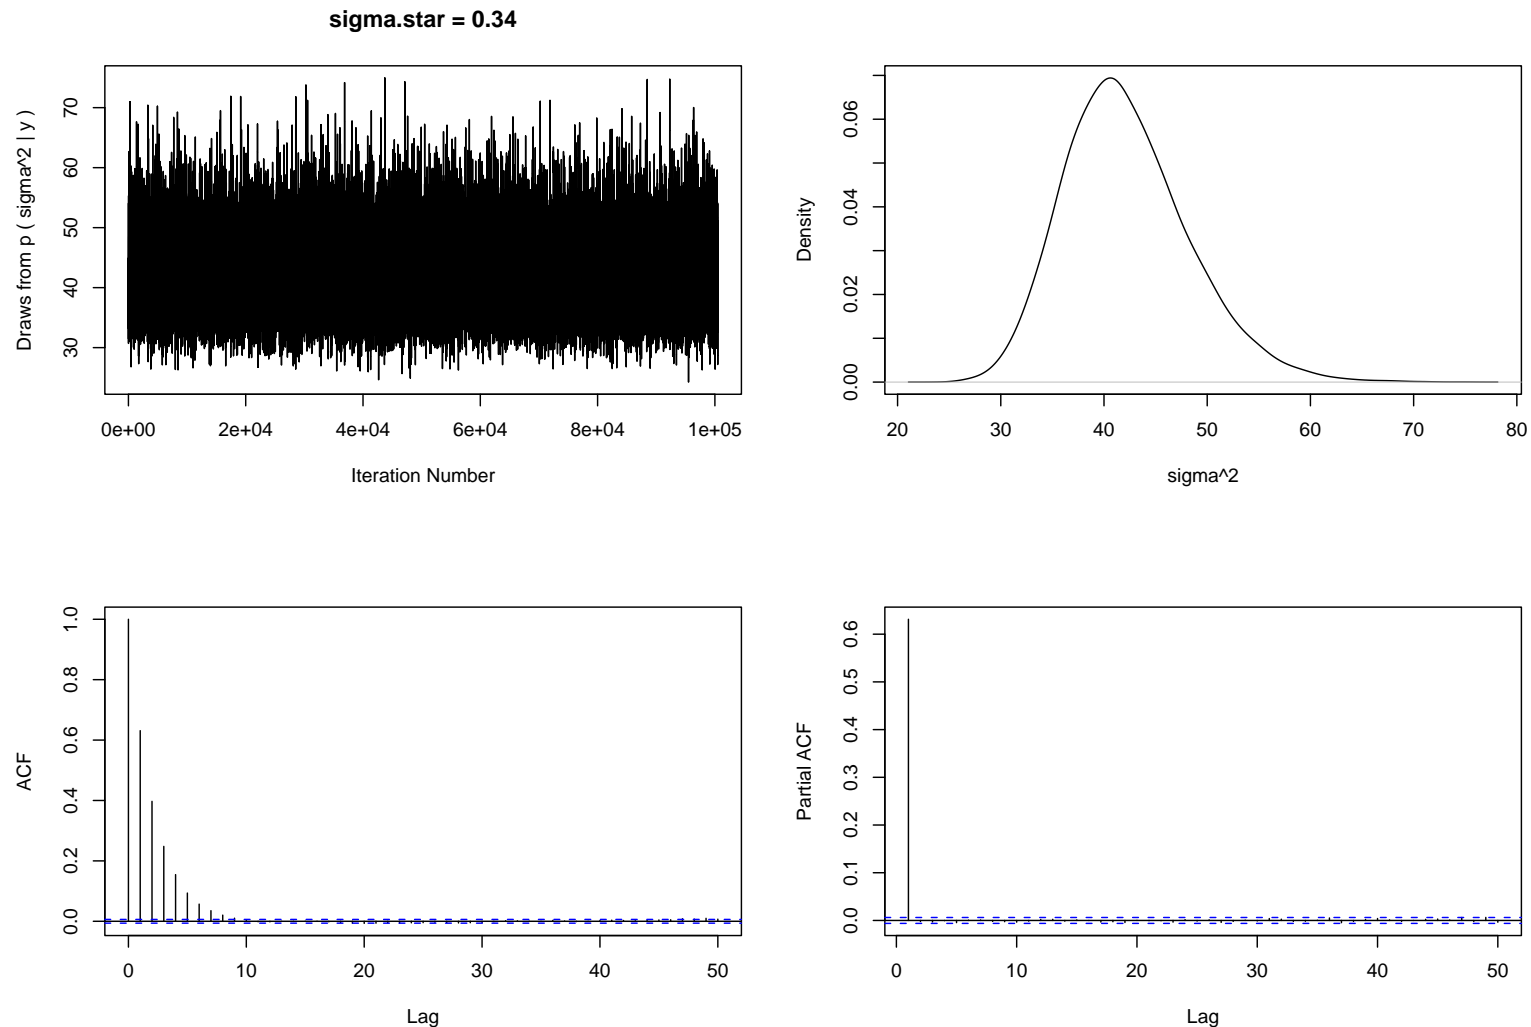 sigma.star = 0.34
Draws from p ( sigma^2 | y )
30 40 50 60 70
0e+00 2e+04 4e+04 6e+04 8e+04 1e+05
Iteration Number
Density
0.00 0.02 0.04 0.06
20 30 40 50 60 70 80
sigma^2
ACF
0.0 0.2 0.4 0.6 0.8 1.0
0 10 20 30 40 50
Lag
Partial ACF
0.0 0.1 0.2 0.3 0.4 0.5 0.6
0 10 20 30 40 50
Lag